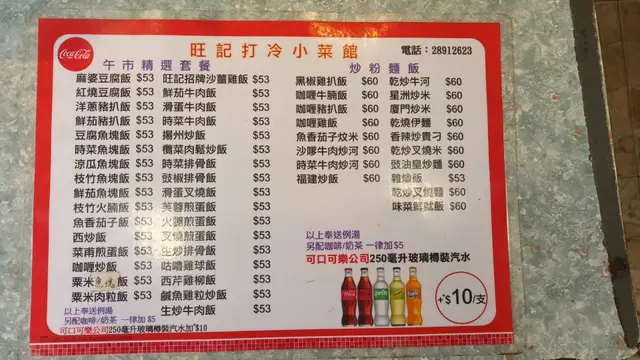 Coca-Cola
旺記打冷小菜館
電話：28912623
午市精選套餐
麻婆豆腐飯 $53
紅燒豆腐飯 $53
洋蔥豬扒飯 $53
鮮茄豬扒飯 $53
豆腐魚塊飯 $53
時菜魚塊飯 $53
涼瓜魚塊飯 $53
枝竹魚塊飯 $53
鮮茄魚塊飯 $53
枝竹火腩飯 $53
魚香茄子飯 $53
西炒飯 $53
菜甫煎蛋飯 $53
咖喱炒飯 $53
粟米魚塊飯 $53
粟米肉粒飯 $53
旺記招牌沙薑雞飯 $53
鮮茄牛肉飯 $53
滑蛋牛肉飯 $53
時菜牛肉飯 $53
揚州炒飯 $53
欖菜肉鬆炒飯 $53
時菜排骨飯 $53
豉椒排骨飯 $53
滑蛋叉燒飯 $53
芙蓉煎蛋飯 $53
火腿煎蛋飯 $53
叉燒煎蛋飯 $53
生炒排骨飯 $53
咕嚕雞球飯 $53
西芹雞柳飯 $53
鹹魚雞粒炒飯 $53
生炒牛肉飯 $53
以上奉送例湯
另配咖啡/奶茶 一律加 $5
可口可樂公司250毫升玻璃樽裝汽水加 $10
炒粉麵飯
黑椒雞扒飯 $60
咖喱牛腩飯 $60
咖喱豬扒飯 $60
咖喱雞飯 $60
魚香茄子炆米 $60
沙嗲牛肉炒河 $60
時菜牛肉炒河 $60
福建炒飯 $60
乾炒牛河 $60
星洲炒米 $60
廈門炒米 $60
乾燒伊麵 $60
香辣炒貴刁 $60
乾炒叉燒米 $60
豉油皇炒麵 $60
雜燴飯 $53
乾炒叉燒麵 $60
味菜鮮魷飯 $60
以上奉送例湯
另配咖啡/奶茶 一律加 $5
可口可樂公司250毫升玻璃樽裝汽水
+$10/支